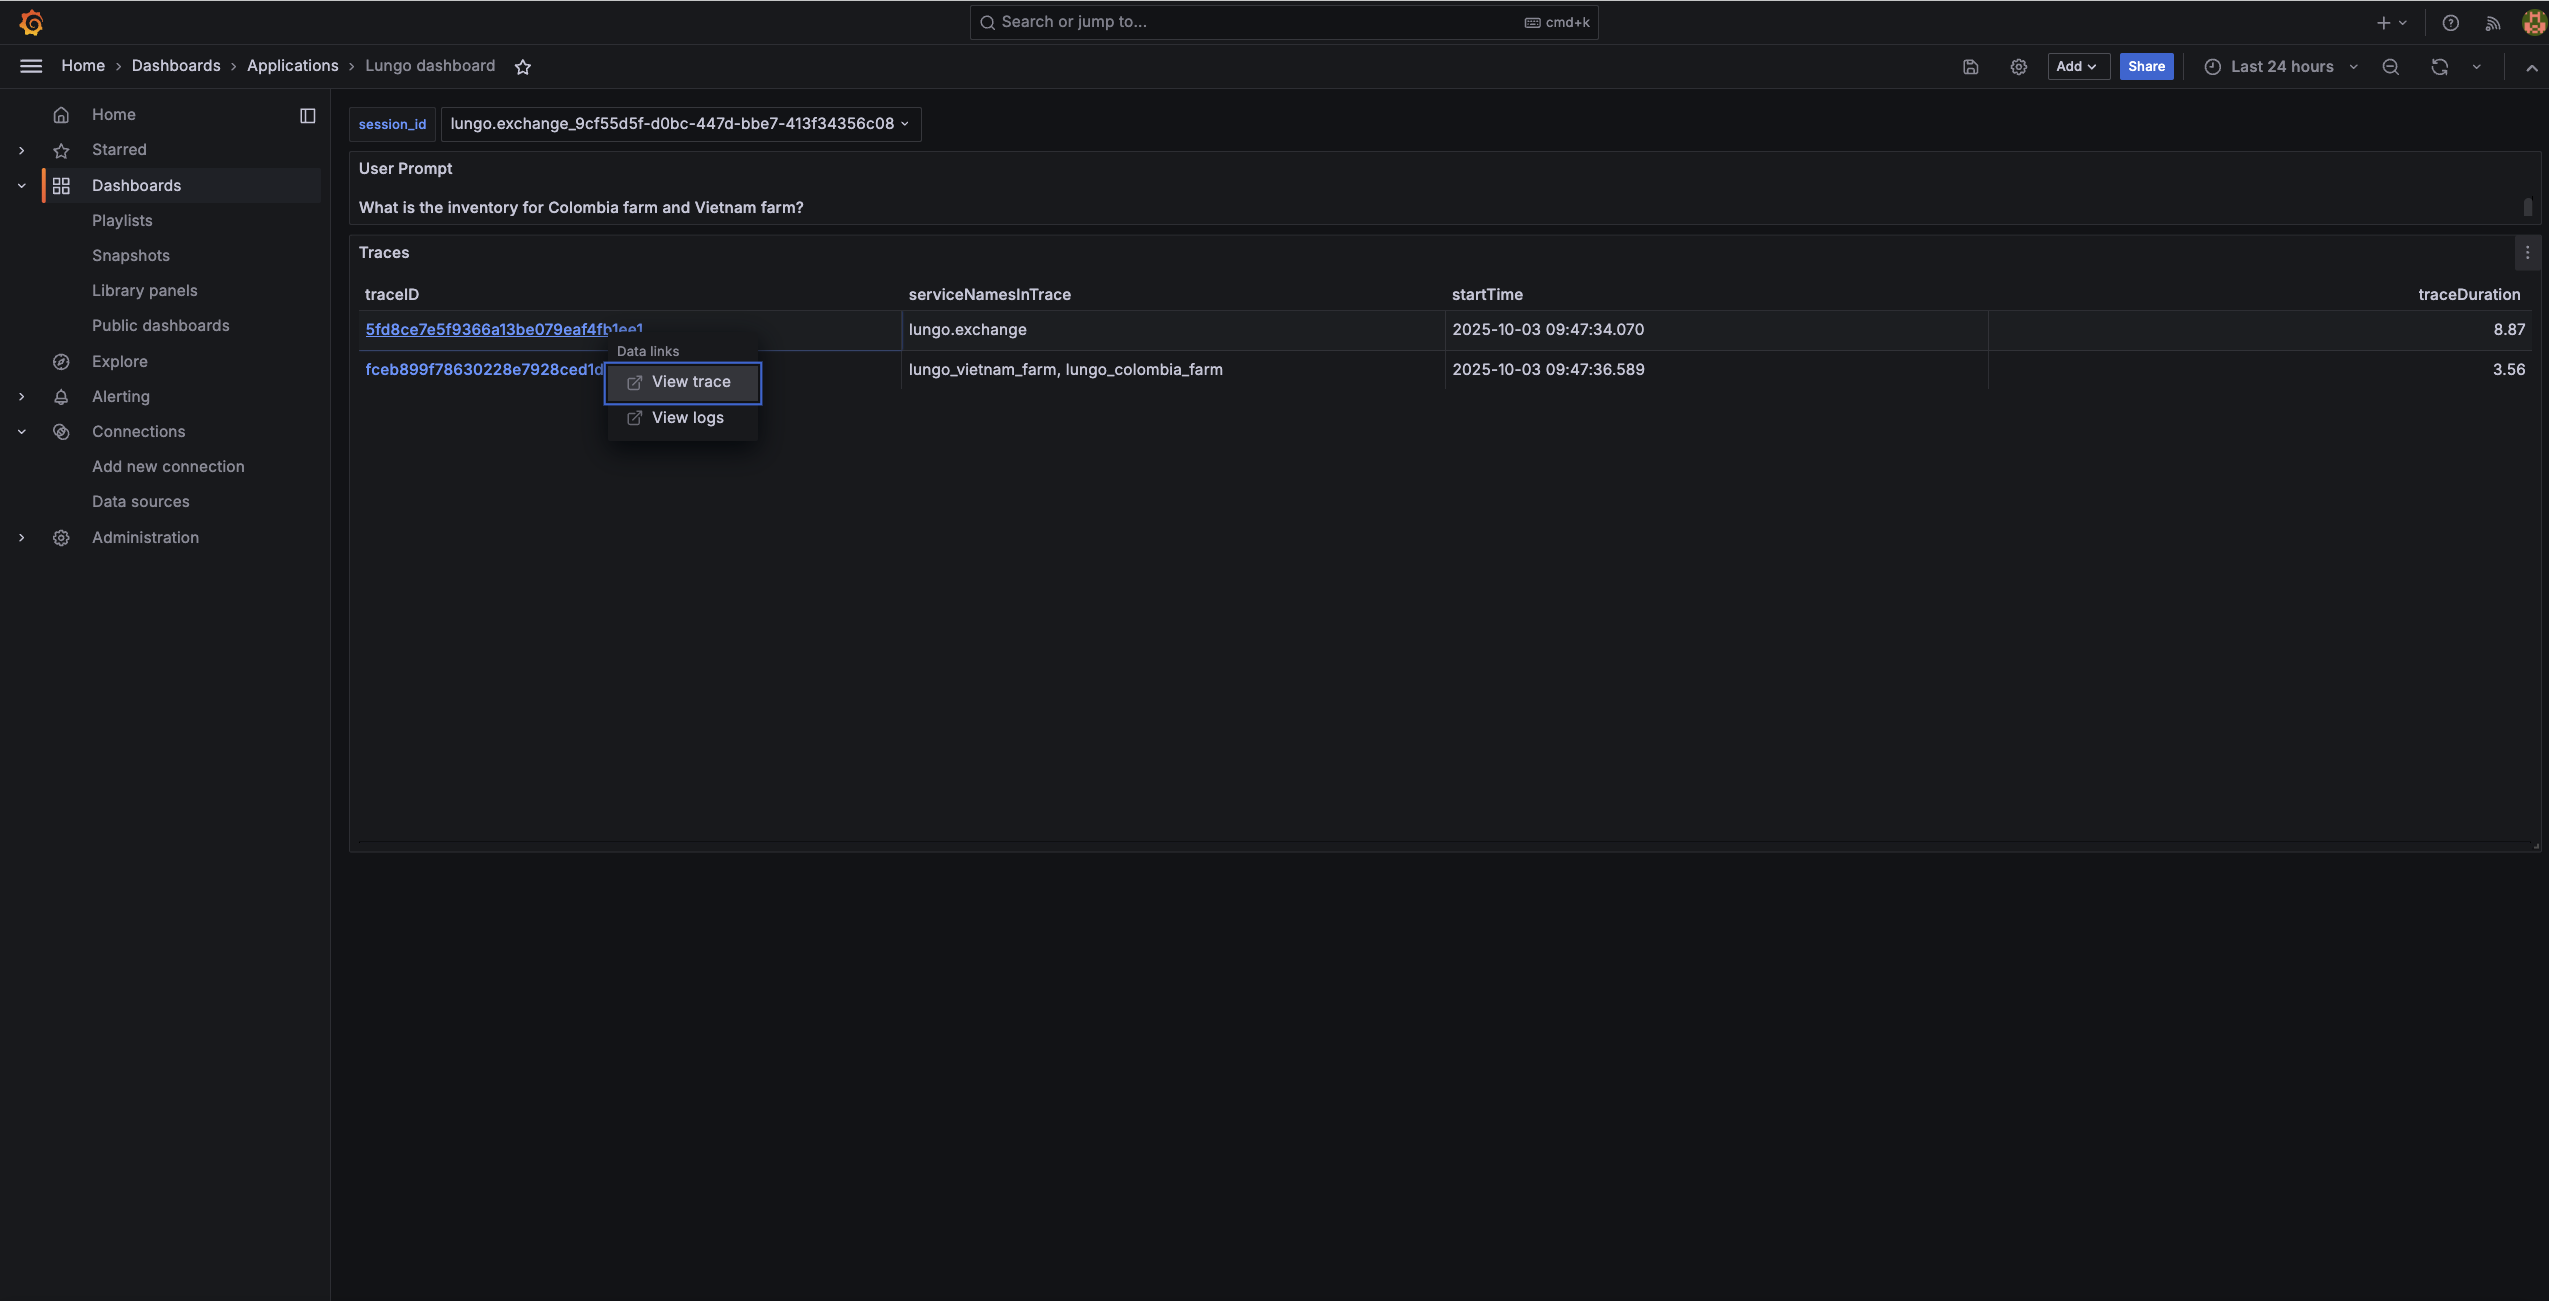 Search or jump to...
cmd+k
Home
Dashboards
Applications
Lungo dashboard
Add
Share
Last 24 hours
Home
Starred
Dashboards
Playlists
Snapshots
Library panels
Public dashboards
Explore
Alerting
Connections
Add new connection
Data sources
Administration
session_id
lungo.exchange_9cf55d5f-d0bc-447d-bbe7-413f34356c08
User Prompt
What is the inventory for Colombia farm and Vietnam farm?
Traces
traceID serviceNamesInTrace startTime traceDuration
5fd8ce7e5f9366a13be079eaf4fb1ee1 lungo.exchange 2025-10-03 09:47:34.070 8.87
fceb899f78630228e7928ced1d lungo_vietnam_farm, lungo_colombia_farm 2025-10-03 09:47:36.589 3.56
Data links
View trace
View logs